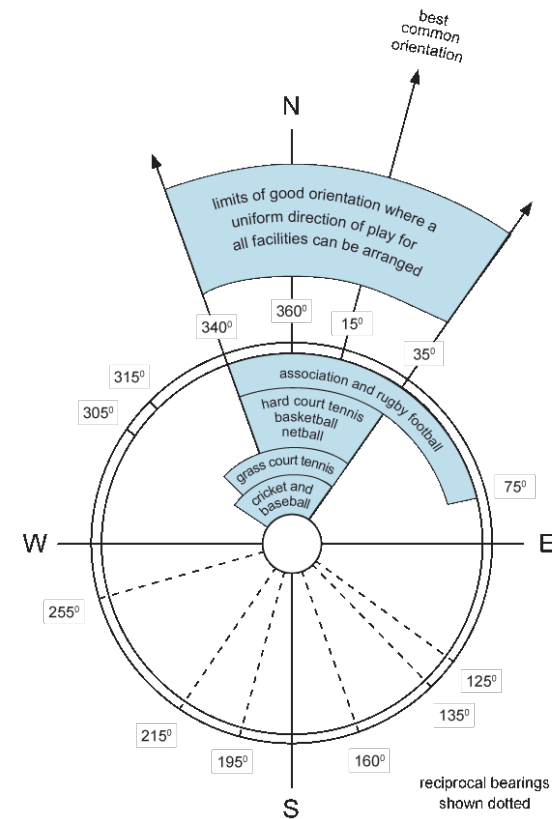 best
common
orientation
N
limits of good orientation where a
uniform direction of play for
all facilities can be arranged
340⁰
360⁰
15⁰
35⁰
315⁰
305⁰
association and rugby football
hard court tennis
basketball
netball
grass court tennis
cricket and
baseball
75⁰
W
E
255⁰
125⁰
135⁰
215⁰
195⁰
160⁰
reciprocal bearings
shown dotted
S